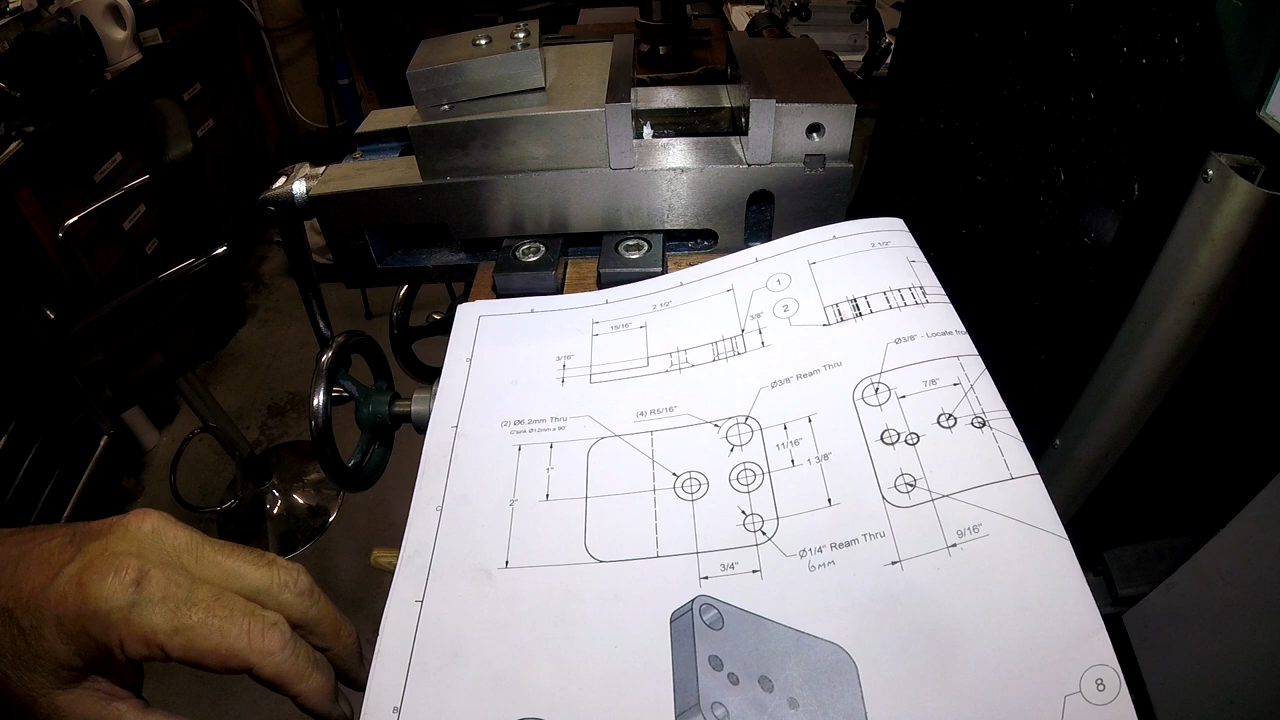 2 1/2"
2 1/2"
1
15/16"
3/8"
2
3/16"
Ø3/8" - Locate
Ø3/8" Ream Thru
7/8"
(2) Ø6.2mm Thru
C'sink Ø12mm x 90°
(4) R5/16"
11/16"
1"
1 3/8"
2"
9/16"
Ø1/4" Ream Thru
6mm
3/4"
8
D
C
B